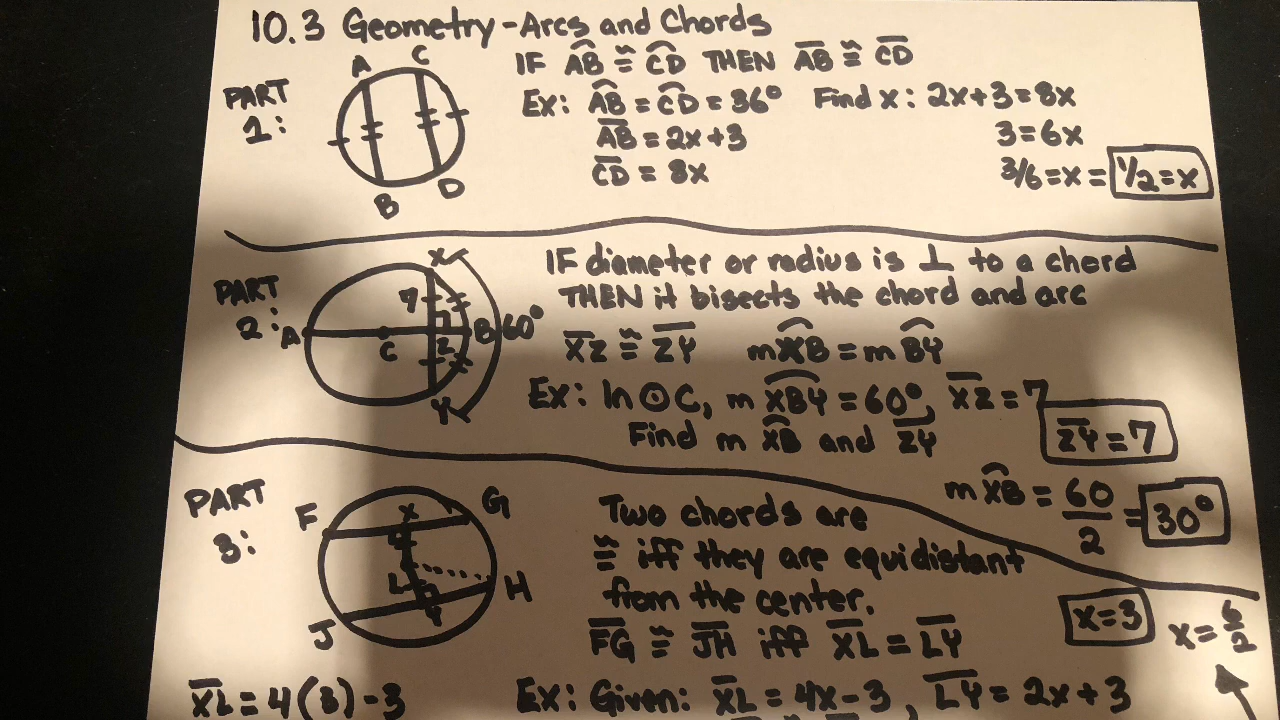 10.3 Geometry-Arcs and Chords
PART 1:
A C
B D
IF AB ≅ CD THEN AB ≅ CD
Ex: AB = CD = 36° Find x: 2x+3=8x
AB = 2x+3 3=6x
CD = 8x 3/6=x= 1/2=x
PART 2:
X
7
A C Z B 60°
Y
IF diameter or radius is ⊥ to a chord
THEN it bisects the chord and arc
XZ ≅ ZY mXB = m BY
Ex: In ⊙C, m XBY = 60°, XZ = 7
Find m XB and ZY ZY = 7
m XB = 60/2 = 30°
PART 3:
F X G
L H
J Y
Two chords are
≅ iff they are equidistant
from the center.
FG ≅ JH iff XL = LY
x=3 x=6/2
XL = 4(3)-3 Ex: Given: XL = 4x-3, LY = 2x+3